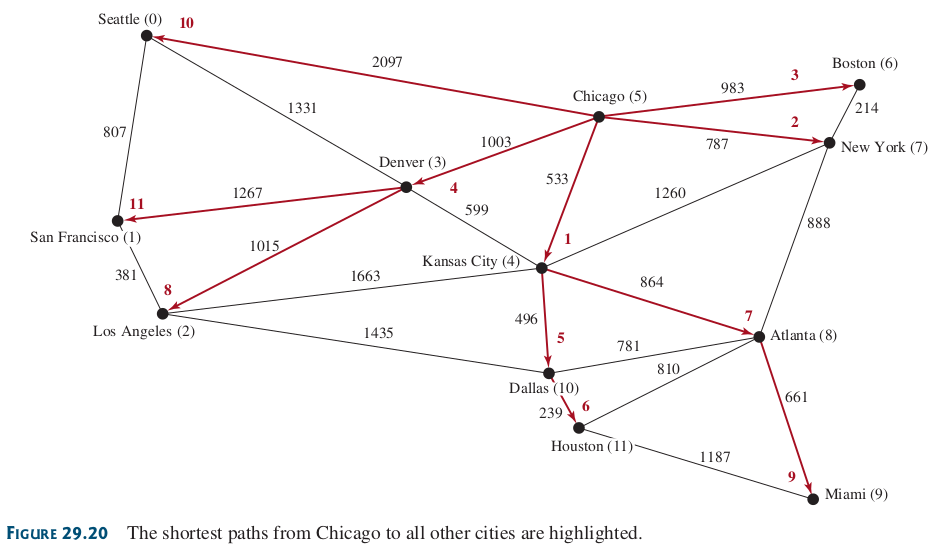 Seattle (0)
10
2097
Boston (6)
3
983
Chicago (5)
214
1331
807
2
787
New York (7)
1003
Denver (3)
4
533
1260
1267
11
599
888
San Francisco (1)
1015
1
Kansas City (4)
381
1663
864
8
7
Los Angeles (2)
1435
496
5
781
Atlanta (8)
810
Dallas (10)
661
239
6
Houston (11)
1187
9
Miami (9)
FIGURE 29.20 The shortest paths from Chicago to all other cities are highlighted.